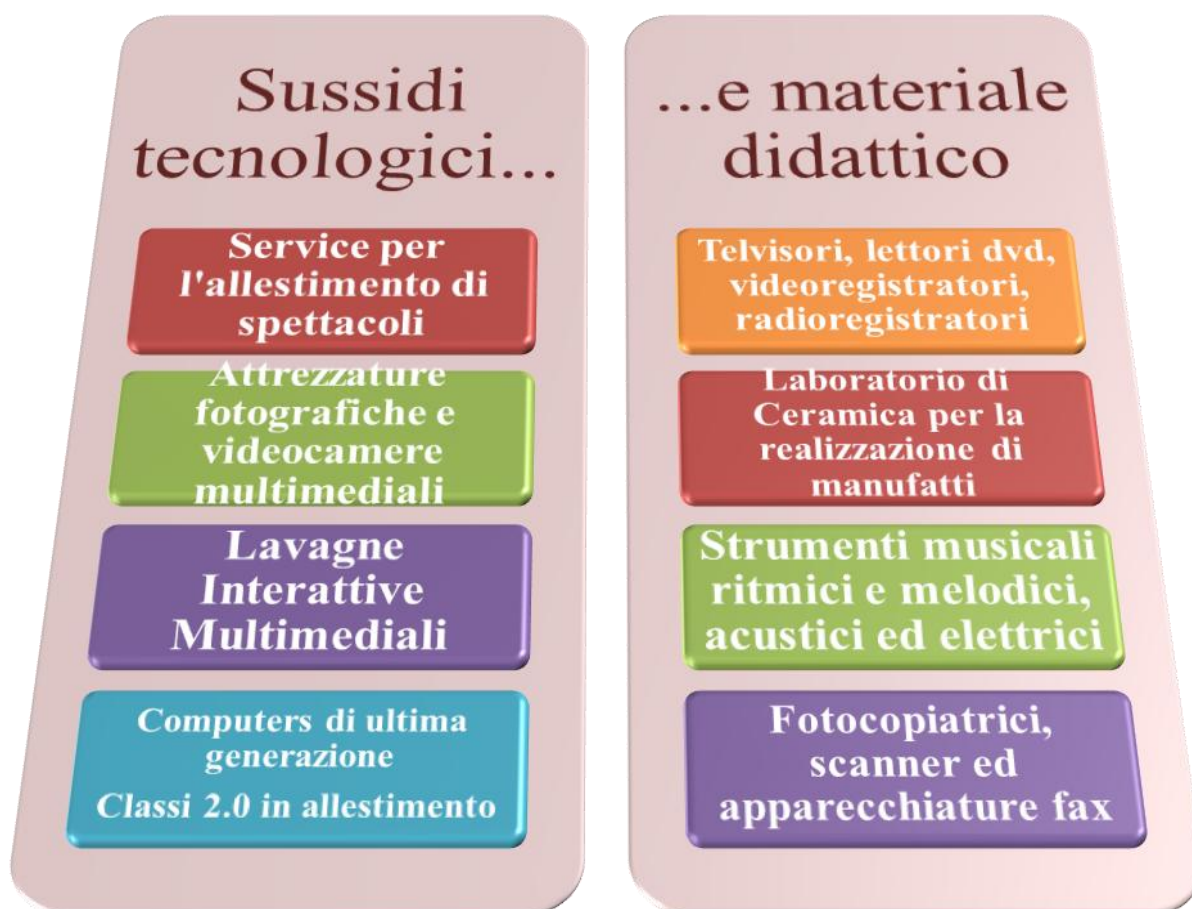 Sussidi
tecnologici...
Service per
l'allestimento di
spettacoli
Attrezzature
fotografiche e
videocamere
multimediali
Lavagne
Interattive
Multimediali
Computers di ultima
generazione
Classi 2.0 in allestimento
...e materiale
didattico
Telvisori, lettori dvd,
videoregistratori,
radioregistratori
Laboratorio di
Ceramica per la
realizzazione di
manufatti
Strumenti musicali
ritmici e melodici,
acustici ed elettrici
Fotocopiatrici,
scanner ed
apparecchiature fax